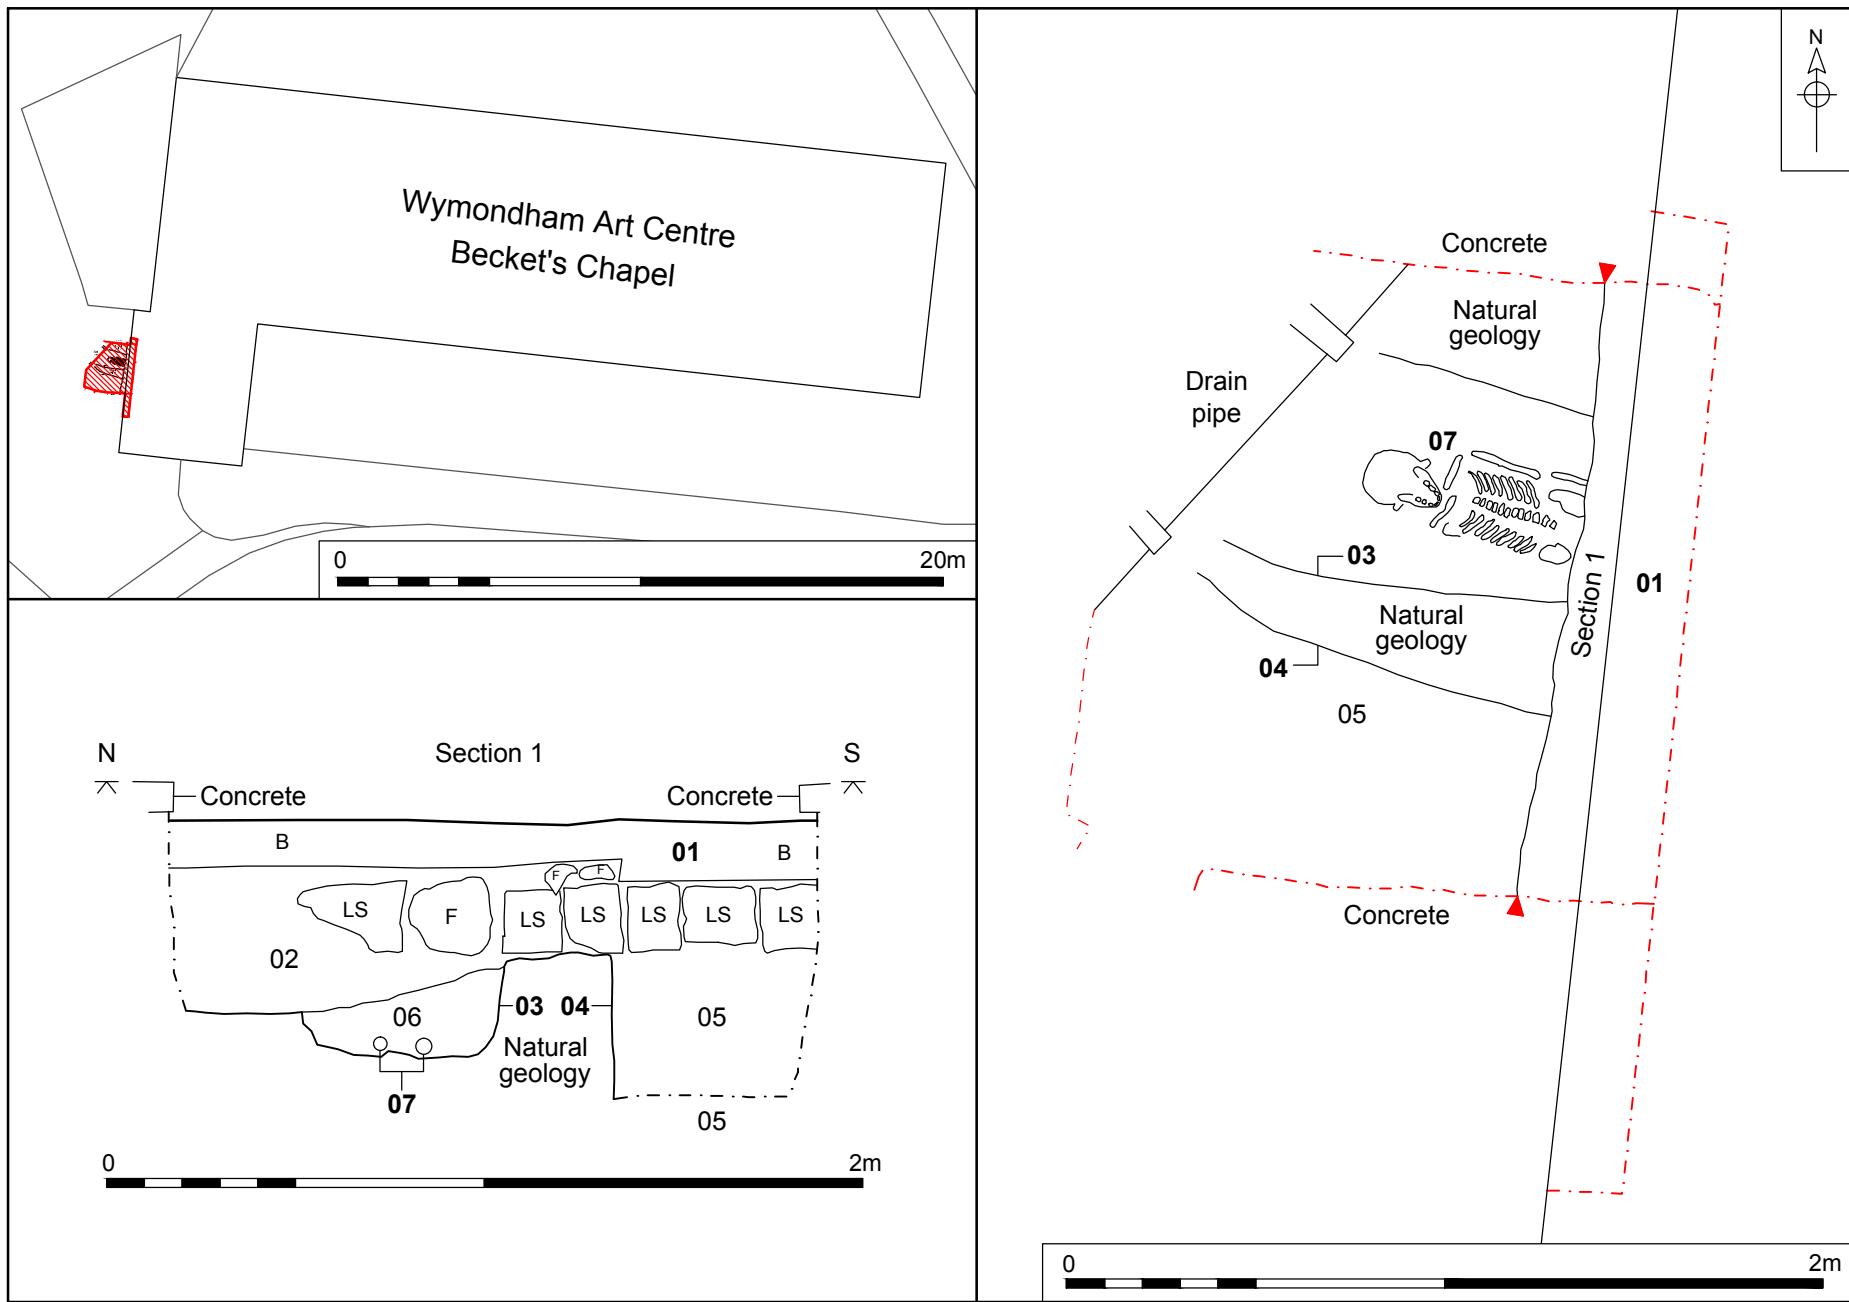 Wymondham Art Centre
Becket's Chapel
0 20m
N Section 1 S
Concrete Concrete
B 01 B
F F
LS F LS LS LS LS LS
02
03 04
06 05
Natural
geology
07
05
0 2m
N
Concrete
Natural
geology
Drain
pipe
07
03
Section 1
01
Natural
geology
04
05
Concrete
0 2m